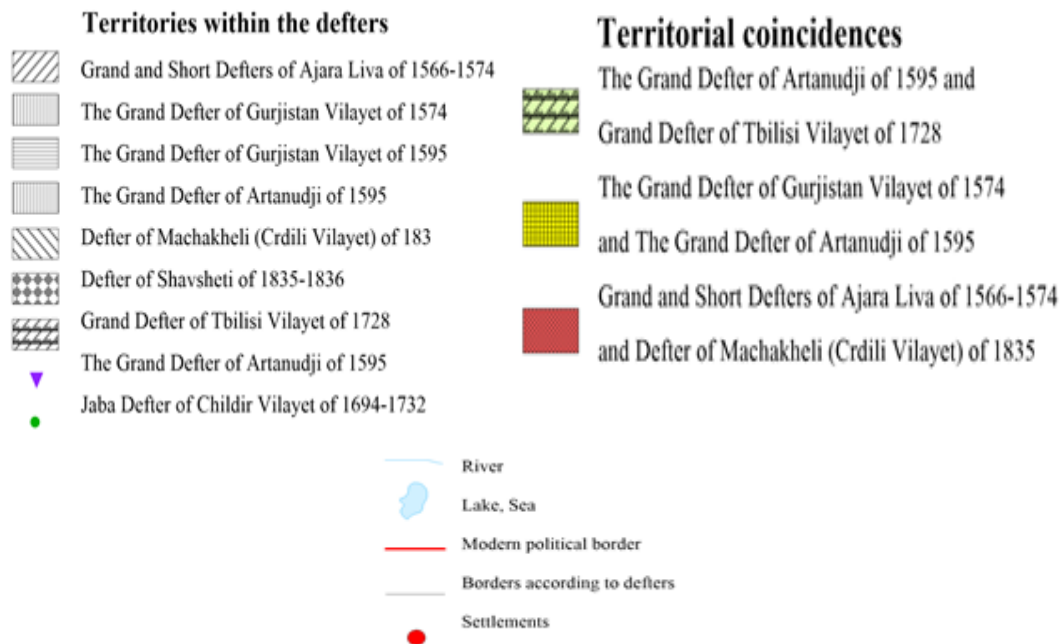 Territories within the defters
Grand and Short Defters of Ajara Liva of 1566-1574
The Grand Defter of Gurjistan Vilayet of 1574
The Grand Defter of Gurjistan Vilayet of 1595
The Grand Defter of Artanudji of 1595
Defter of Machakheli (Crdili Vilayet) of 183
Defter of Shavsheti of 1835-1836
Grand Defter of Tbilisi Vilayet of 1728
The Grand Defter of Artanudji of 1595
Jaba Defter of Childir Vilayet of 1694-1732
Territorial coincidences
The Grand Defter of Artanudji of 1595 and
Grand Defter of Tbilisi Vilayet of 1728
The Grand Defter of Gurjistan Vilayet of 1574
and The Grand Defter of Artanudji of 1595
Grand and Short Defters of Ajara Liva of 1566-1574
and Defter of Machakheli (Crdili Vilayet) of 1835
River
Lake, Sea
Modern political border
Borders according to defters
Settlements